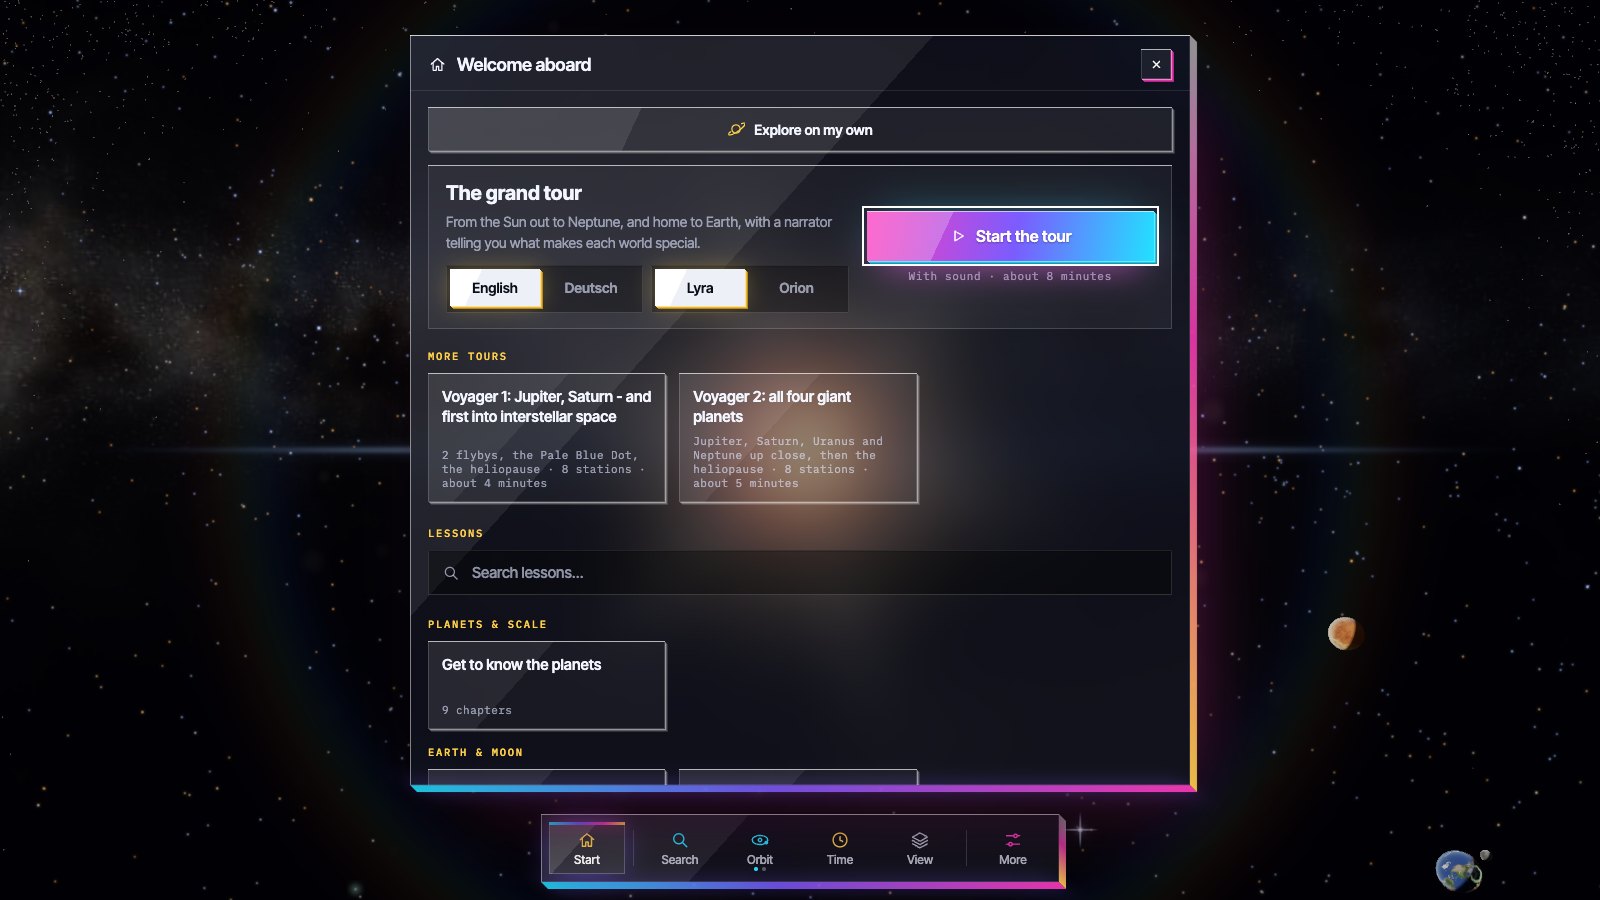 Welcome aboard
Explore on my own
The grand tour
From the Sun out to Neptune, and home to Earth, with a narrator
telling you what makes each world special.
Start the tour
With sound · about 8 minutes
English
Deutsch
Lyra
Orion
MORE TOURS
Voyager 1: Jupiter, Saturn - and
first into interstellar space
2 flybys, the Pale Blue Dot,
the heliopause · 8 stations ·
about 4 minutes
Voyager 2: all four giant
planets
Jupiter, Saturn, Uranus and
Neptune up close, then the
heliopause · 8 stations ·
about 5 minutes
LESSONS
Search lessons...
PLANETS & SCALE
Get to know the planets
9 chapters
EARTH & MOON
Start
Search
Orbit
Time
View
More